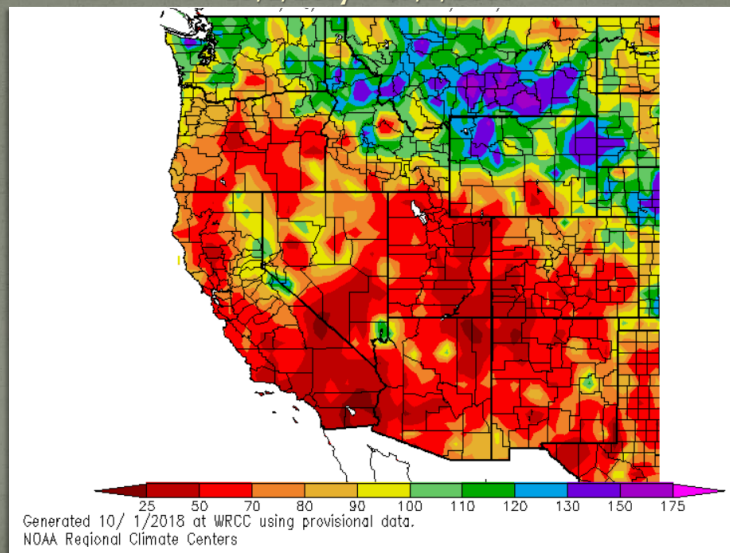 25 50 70 80 90 100 110 120 130 150 175
Generated 10/ 1/2018 at WRCC using provisional data.
NOAA Regional Climate Centers